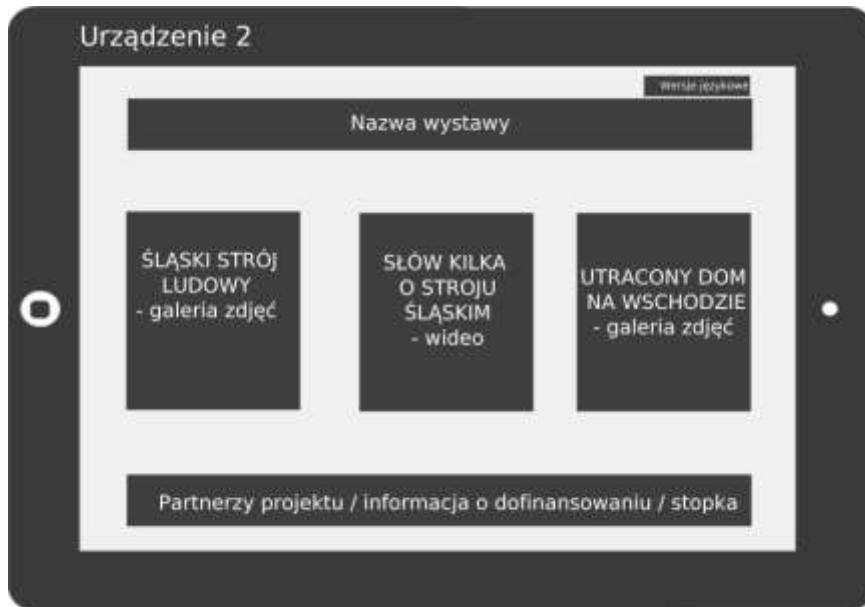 Urządzenie 2
Wersje językowe
Nazwa wystawy
ŚLĄSKI STRÓJ
LUDOWY
- galeria zdjęć
SŁÓW KILKA
O STROJU
ŚLĄSKIM
- wideo
UTRACONY DOM
NA WSCHODZIE
- galeria zdjęć
Partnerzy projektu / informacja o dofinansowaniu / stopka